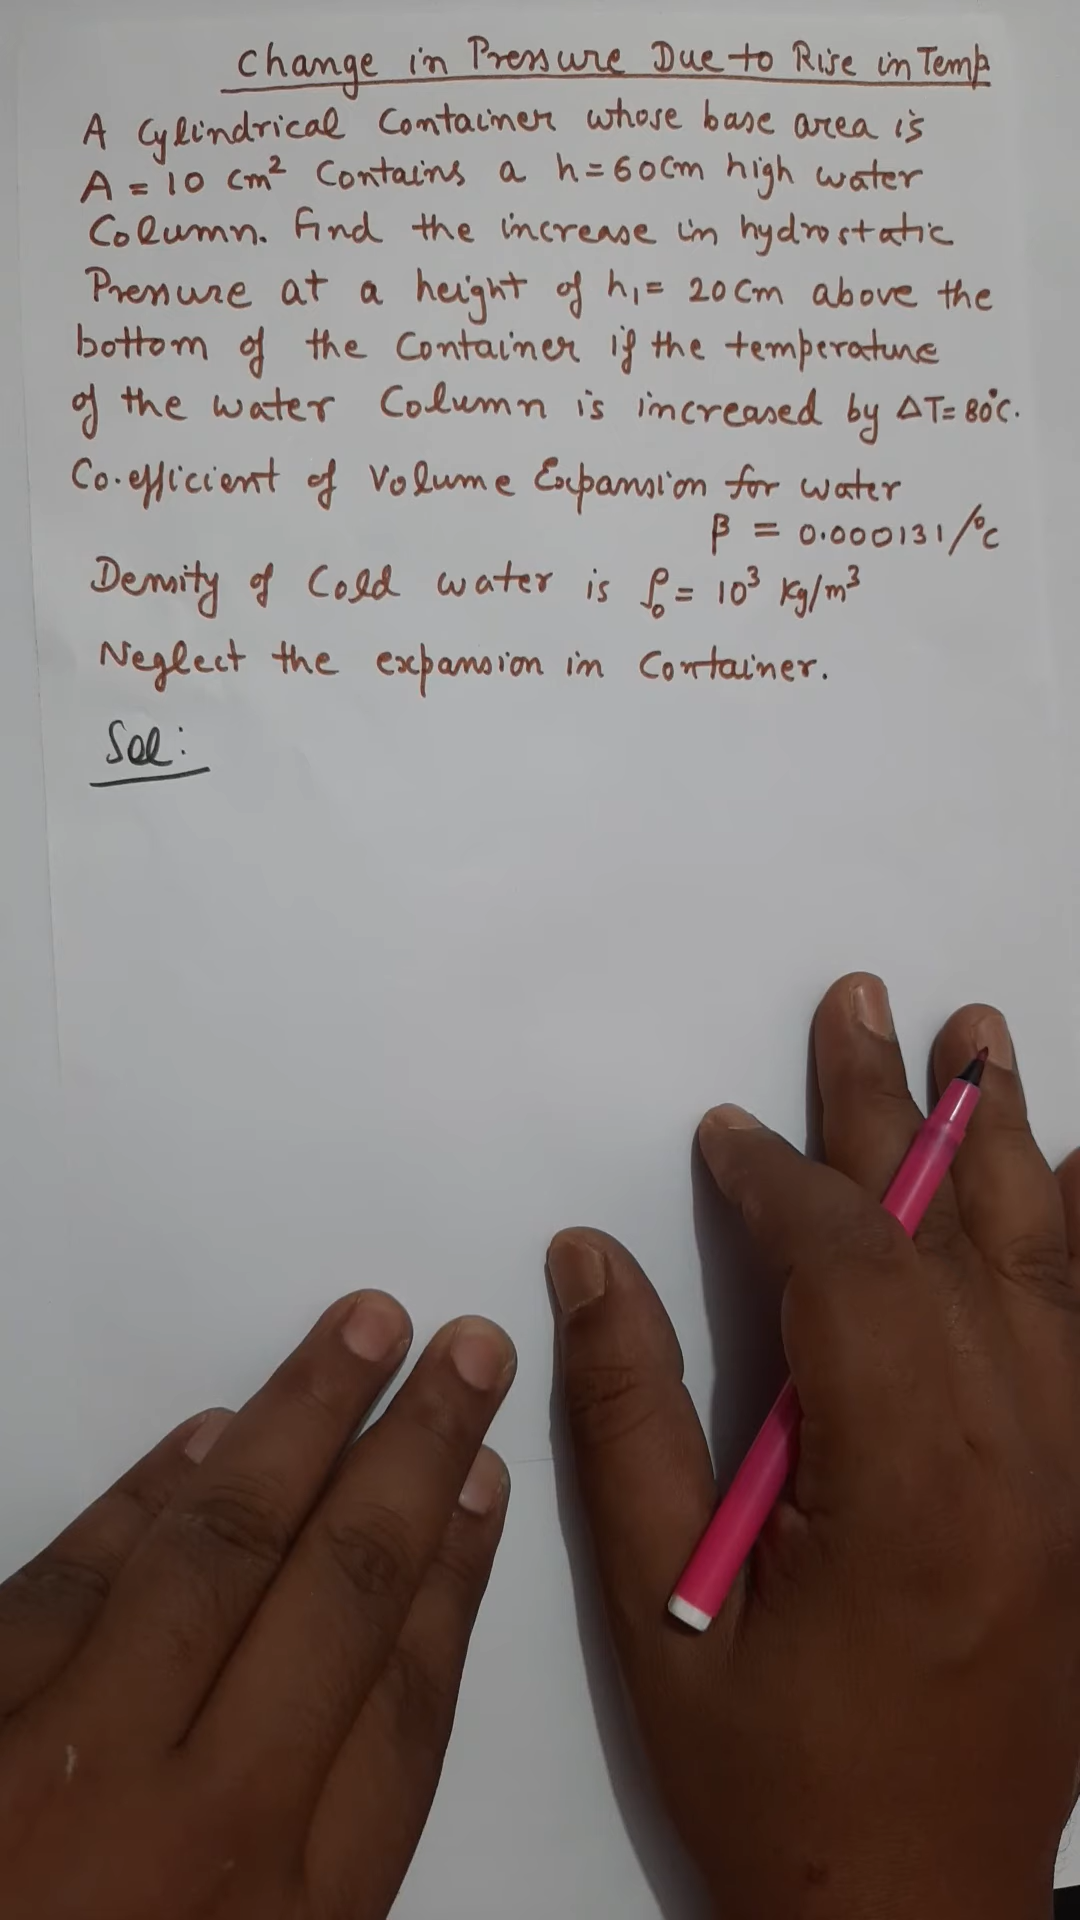 Change in Pressure Due to Rise in Temp
A Cylindrical Container whose base area is
A = 10 cm² Contains a h = 60cm high water
Column. Find the increase in hydrostatic
Pressure at a height of h₁ = 20cm above the
bottom of the Container if the temperature
of the water Column is increased by ΔT= 80°C.
Co-efficient of Volume Expansion for water
β = 0.000131/°C
Density of Cold water is ρ₀ = 10³ Kg/m³
Neglect the expansion in Container.
Sol: